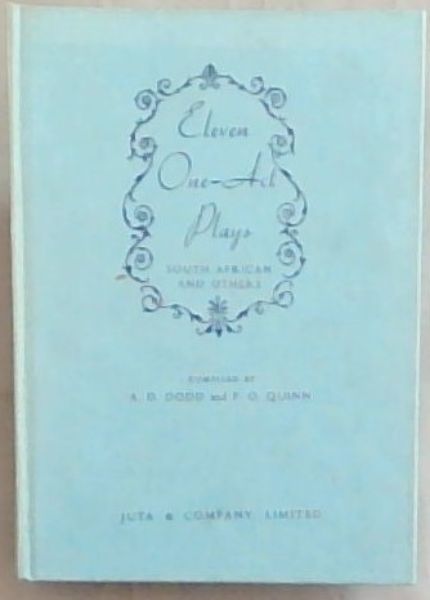 Eleven
One-Act
Plays
SOUTH AFRICAN
AND OTHERS
COMPILED BY
A. D. DODD and P. O. QUINN
JUTA & COMPANY LIMITED